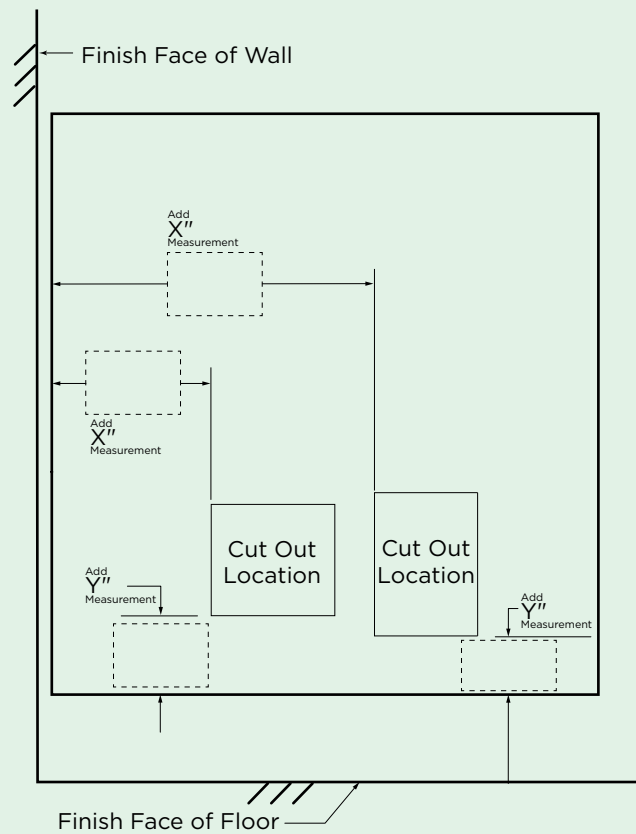 Finish Face of Wall
Add
X"
Measurement
Add
X"
Measurement
Cut Out
Location
Cut Out
Location
Add
Y"
Measurement
Add
Y"
Measurement
Finish Face of Floor